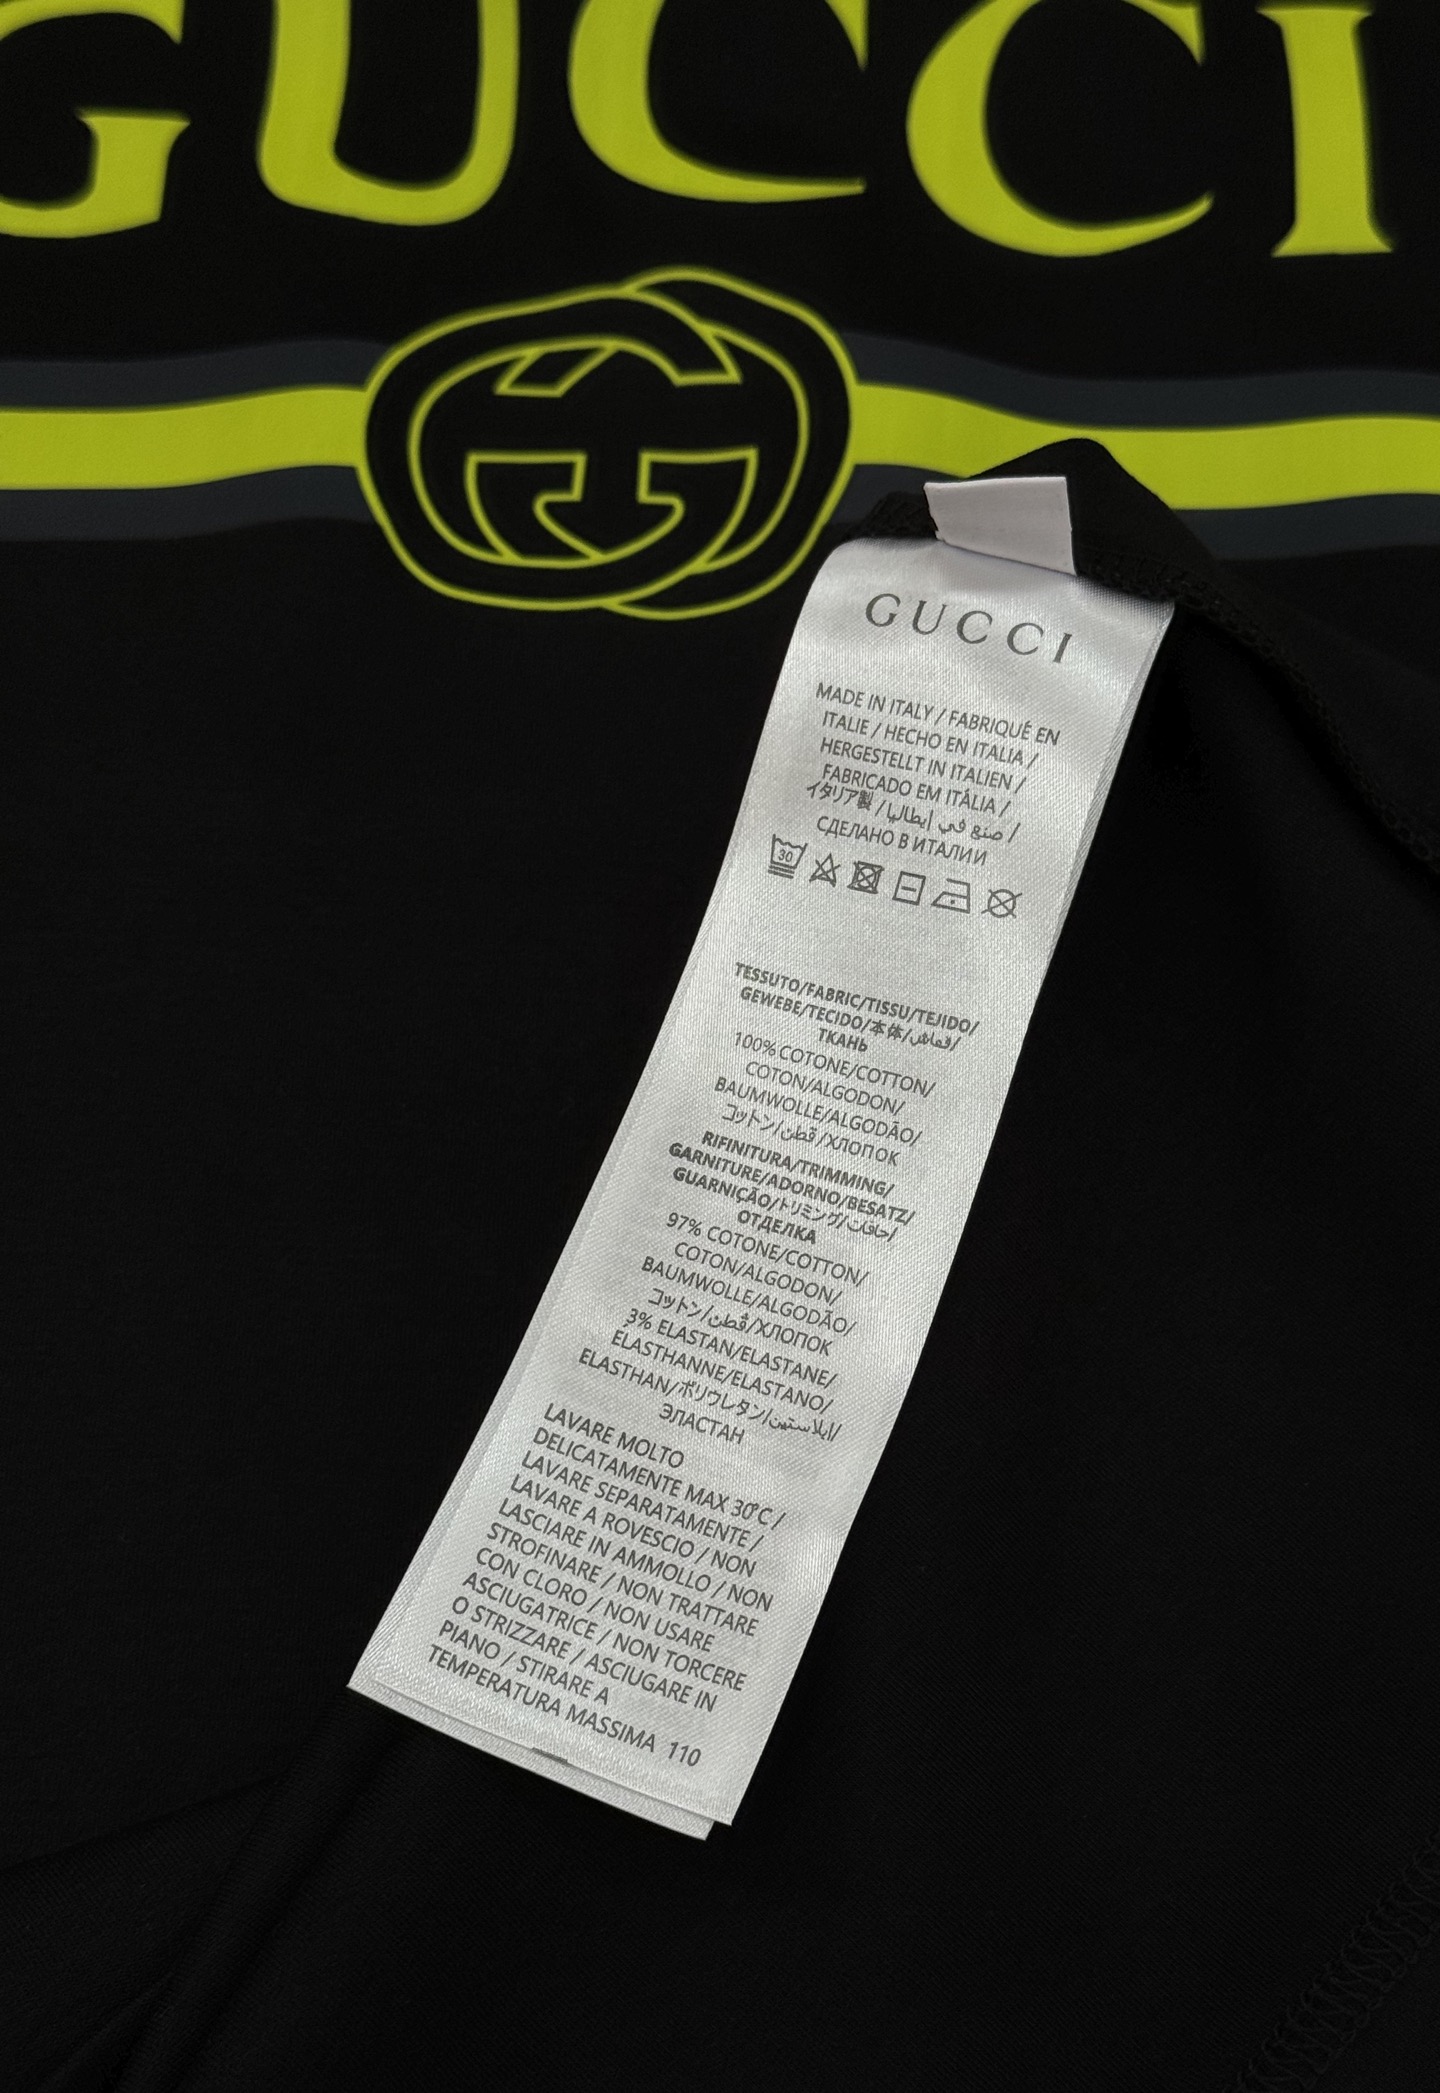 GUCCI
GUCCI
MADE IN ITALY / FABRIQUÉ EN
ITALIE / HECHO EN ITALIA /
HERGESTELLT IN ITALIEN /
FABRICADO EM ITÁLIA /
イタリア製 / صنع في إيطاليا /
СДЕЛАНО В ИТАЛИИ
30
TESSUTO/FABRIC/TISSU/TEJIDO/
GEWEBE/TECIDO/本体/قماش/
ТКАНЬ
100% COTONE/COTTON/
COTON/ALGODON/
BAUMWOLLE/ALGODÃO/
コットン/قطن/ХЛОПОК
RIFINITURA/TRIMMING/
GARNITURE/ADORNO/BESATZ/
GUARNIÇÃO/トリミング/حافات/
ОТДЕЛКА
97% COTONE/COTTON/
COTON/ALGODON/
BAUMWOLLE/ALGODÃO/
コットン/قطن/ХЛОПОК
3% ELASTAN/ELASTANE/
ELASTHANNE/ELASTANO/
ELASTHAN/ポリウレタン/إيلاستين/
ЭЛАСТАН
LAVARE MOLTO
DELICATAMENTE MAX 30°C /
LAVARE SEPARATAMENTE /
LAVARE A ROVESCIO / NON
LASCIARE IN AMMOLLO / NON
STROFINARE / NON TRATTARE
CON CLORO / NON USARE
ASCIUGATRICE / NON TORCERE
O STRIZZARE / ASCIUGARE IN
PIANO / STIRARE A
TEMPERATURA MASSIMA 110